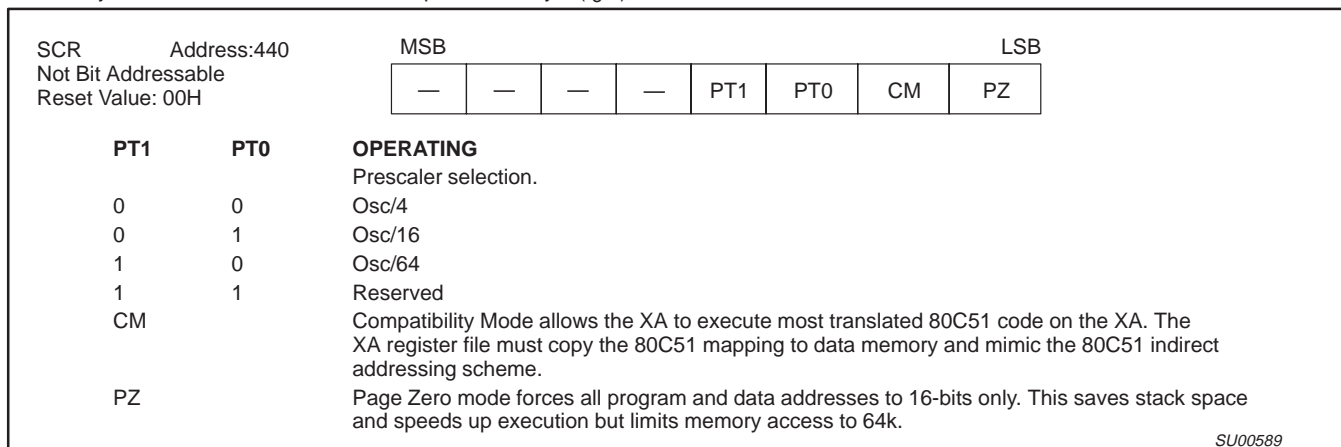 SCR Address:440
Not Bit Addressable
Reset Value: 00H
MSB LSB
— — — — PT1 PT0 CM PZ
PT1 PT0 OPERATING
Prescaler selection.
0 0 Osc/4
0 1 Osc/16
1 0 Osc/64
1 1 Reserved
CM Compatibility Mode allows the XA to execute most translated 80C51 code on the XA. The
XA register file must copy the 80C51 mapping to data memory and mimic the 80C51 indirect
addressing scheme.
PZ Page Zero mode forces all program and data addresses to 16-bits only. This saves stack space
and speeds up execution but limits memory access to 64k.
SU00589